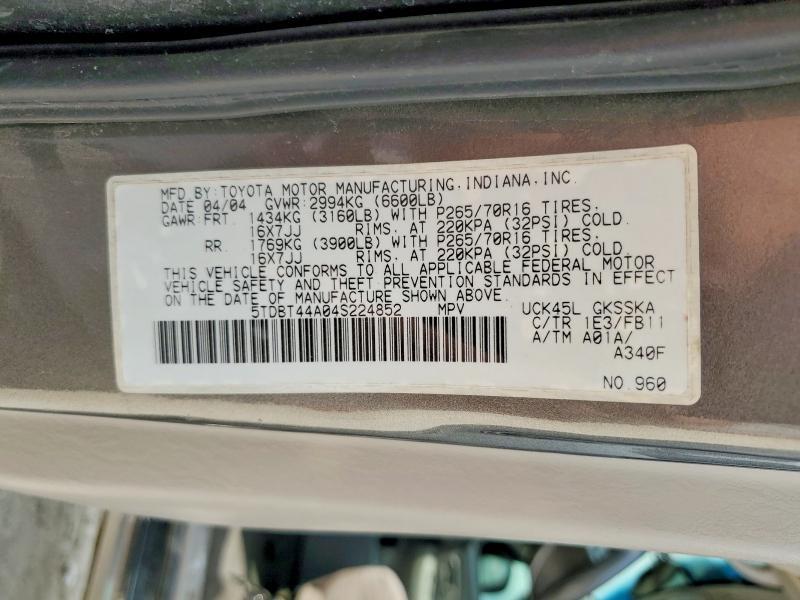 MFD.BY:TOYOTA MOTOR MANUFACTURING.INDIANA.INC.
DATE 04/04 GVWR:2994KG (6600LB)
GAWR:FRT. 1434KG (3160LB) WITH P265/70R16 TIRES.
16X7JJ RIMS. AT 220KPA (32PSI) COLD.
RR. 1769KG (3900LB) WITH P265/70R16 TIRES.
16X7JJ RIMS. AT 220KPA (32PSI) COLD.
THIS VEHICLE CONFORMS TO ALL APPLICABLE FEDERAL MOTOR
VEHICLE SAFETY AND THEFT PREVENTION STANDARDS IN EFFECT
ON THE DATE OF MANUFACTURE SHOWN ABOVE.
5TDBT44A04S224852 MPV UCK45L GKSSKA
C/TR 1E3/FB11
A/TM A01A/
A340F
NO.960